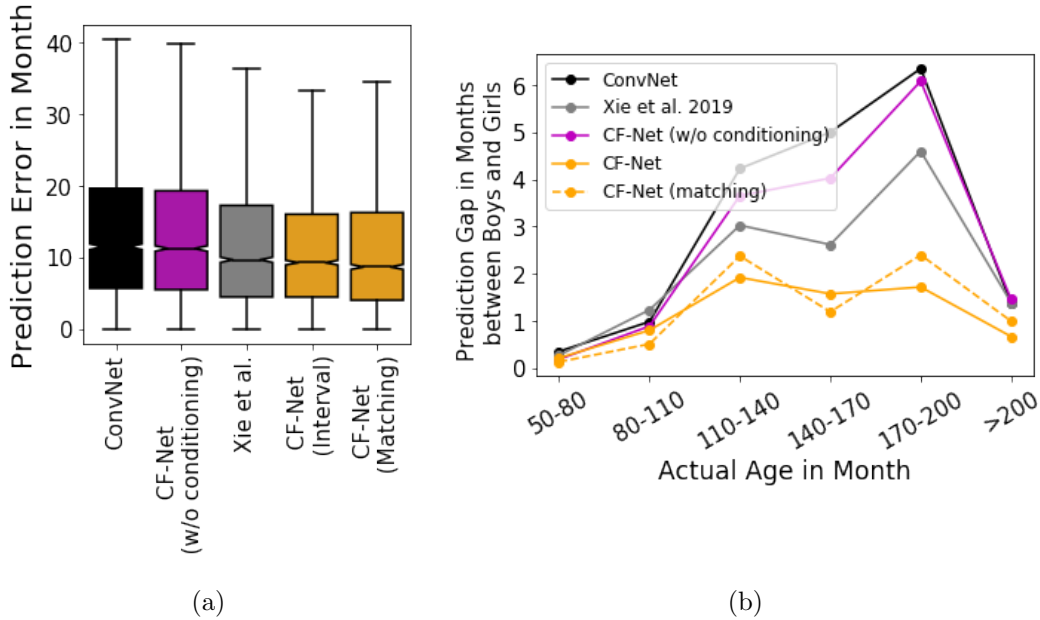 Prediction Error in Month
40
30
20
10
0
ConvNet
CF-Net
(w/o conditioning)
Xie et al.
CF-Net
(Interval)
CF-Net
(Matching)
(a)
Prediction Gap in Months
between Boys and Girls
6
5
4
3
2
1
0
ConvNet
Xie et al. 2019
CF-Net (w/o conditioning)
CF-Net
CF-Net (matching)
50-80
80-110
110-140
140-170
170-200
>200
Actual Age in Month
(b)